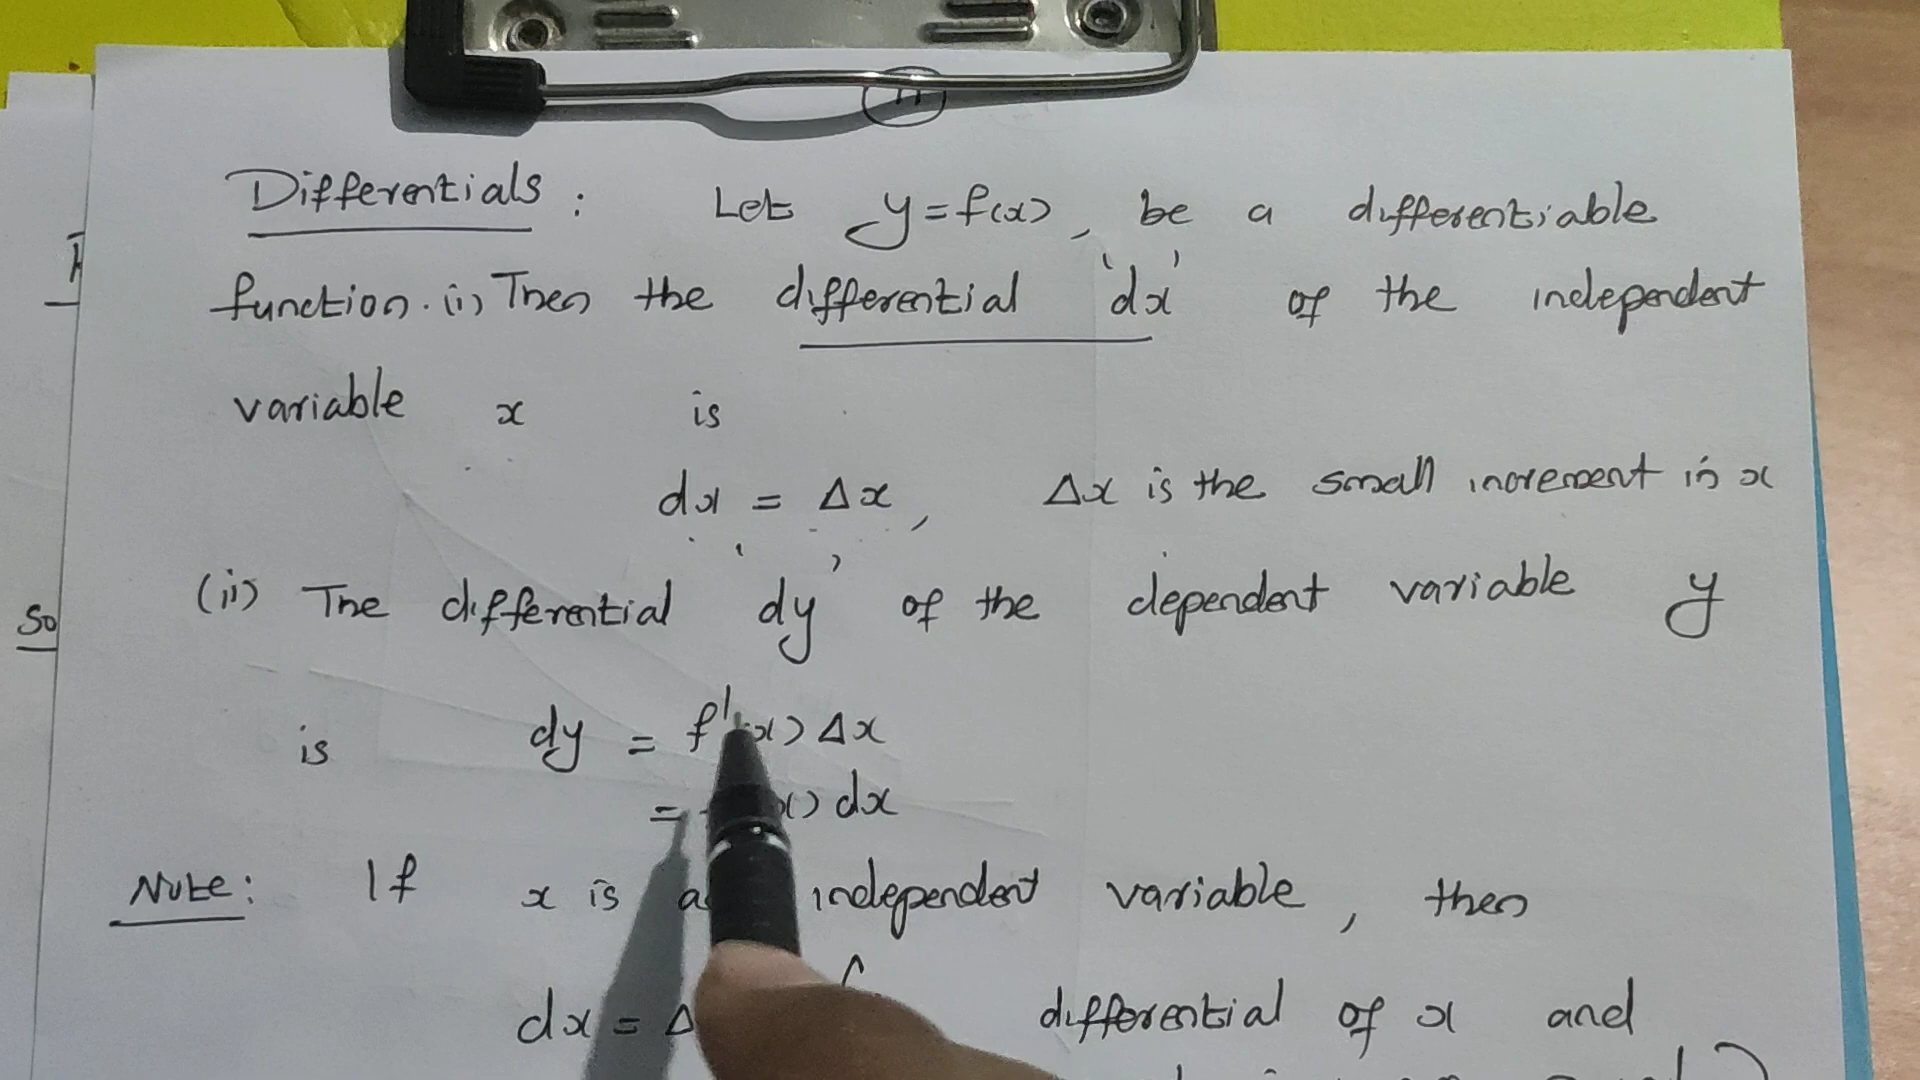 11
Differentials : Let y = f(x), be a differentiable
function. (i) Then the differential 'dx' of the independent
variable x is
dx = Δx, Δx is the small increment in x
(ii) The differential 'dy' of the dependent variable y
is dy = f'(x) Δx
= x) dx
Note: If x is independent variable, then
dx = Δ differential of x and
So